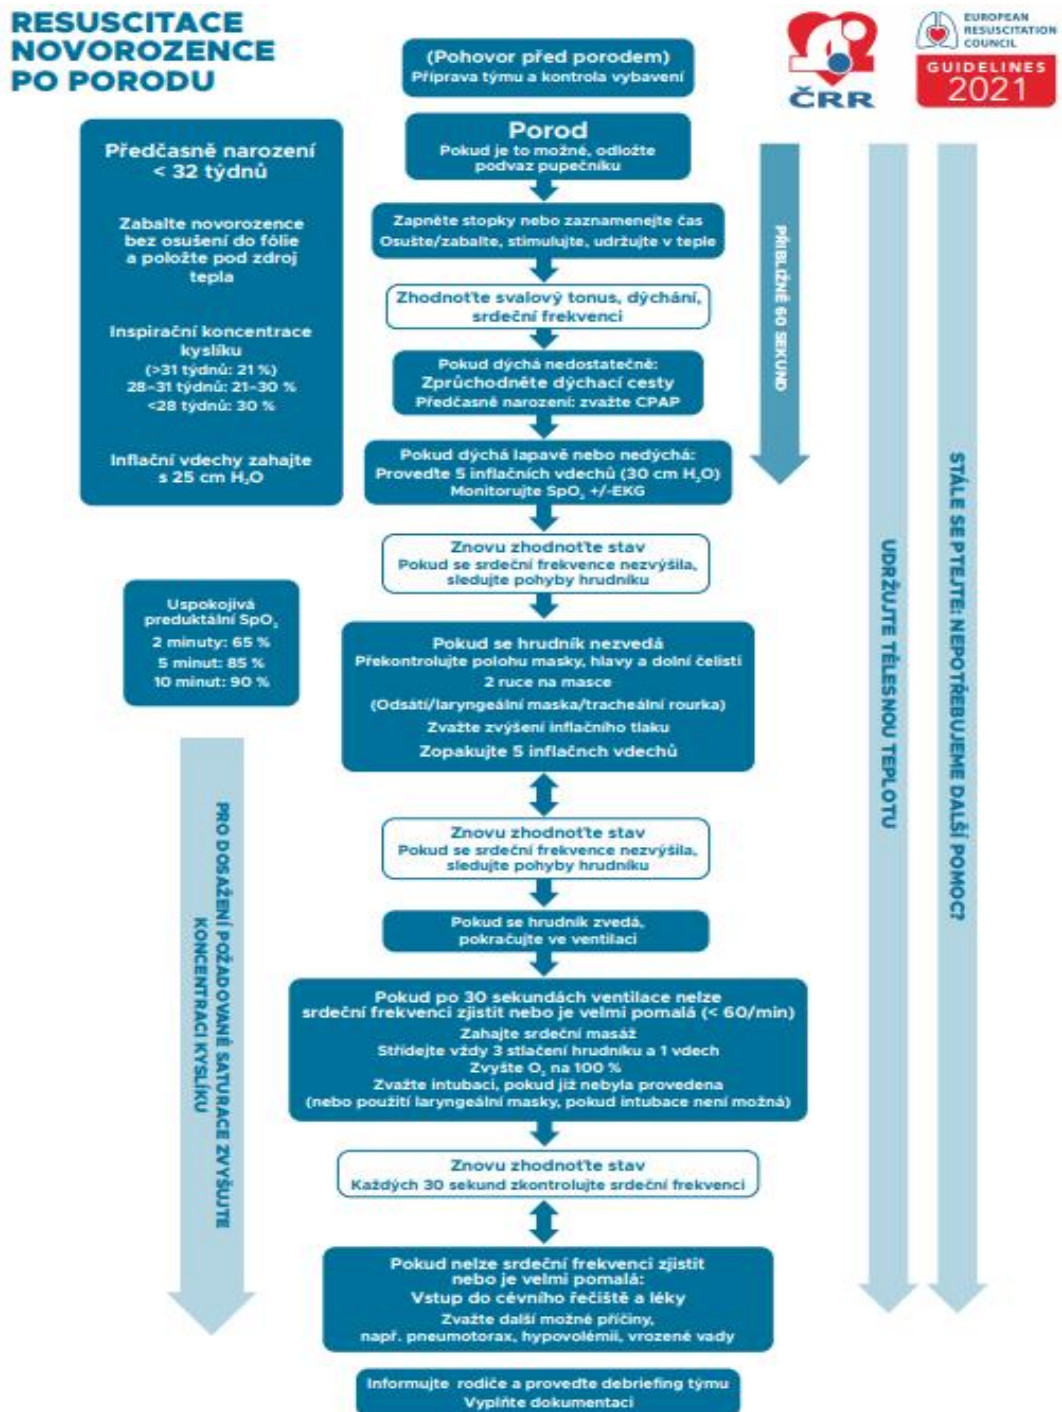 RESUSCITACE
NOVOROZENCE
PO PORODU
ČRR
EUROPEAN
RESUSCITATION
COUNCIL
GUIDELINES
2021
(Pohovor před porodem)
Příprava týmu a kontrola vybavení
Porod
Pokud je to možné, odložte
podvaz pupečníku
Zapněte stopky nebo zaznamenejte čas
Osušte/zabalte, stimulujte, udržujte v teple
Zhodnoťte svalový tonus, dýchání,
srdeční frekvenci
Pokud dýchá nedostatečně:
Zprůchodněte dýchací cesty
Předčasně narození: zvažte CPAP
Pokud dýchá lapavě nebo nedýchá:
Proveďte 5 inflačních vdechů (30 cm H₂O)
Monitorujte SpO₂ +/-EKG
Znovu zhodnoťte stav
Pokud se srdeční frekvence nezvýšila,
sledujte pohyby hrudníku
Pokud se hrudník nezvedá
Překontrolujte polohu masky, hlavy a dolní čelisti
2 ruce na masce
(Odsátí/laryngeální maska/tracheální rourka)
Zvažte zvýšení inflačního tlaku
Zopakujte 5 inflačnch vdechů
Znovu zhodnoťte stav
Pokud se srdeční frekvence nezvýšila,
sledujte pohyby hrudníku
Pokud se hrudník zvedá,
pokračujte ve ventilaci
Pokud po 30 sekundách ventilace nelze
srdeční frekvenci zjistit nebo je velmi pomalá (< 60/min)
Zahajte srdeční masáž
Střídejte vždy 3 stlačení hrudníku a 1 vdech
Zvyšte O₂ na 100 %
Zvažte intubaci, pokud již nebyla provedena
(nebo použití laryngeální masky, pokud intubace není možná)
Znovu zhodnoťte stav
Každých 30 sekund zkontrolujte srdeční frekvenci
Pokud nelze srdeční frekvenci zjistit
nebo je velmi pomalá:
Vstup do cévního řečiště a léky
Zvažte další možné příčiny,
např. pneumotorax, hypovolémii, vrozené vady
Informujte rodiče a proveďte debriefing týmu
Vyplňte dokumentaci
Předčasně narození
< 32 týdnů
Zabalte novorozence
bez osušení do fólie
a položte pod zdroj
tepla
Inspirační koncentrace
kyslíku
(>31 týdnů: 21 %)
28–31 týdnů: 21–30 %
<28 týdnů: 30 %
Inflační vdechy zahajte
s 25 cm H₂O
Uspokojivá
preduktální SpO₂
2 minuty: 65 %
5 minut: 85 %
10 minut: 90 %
PRO DOSAŽENÍ POŽADOVANÉ SATURACE ZVYŠUJTE
KONCENTRACI KYSLÍKU
PŘIBLIŽNĚ 60 SEKUND
UDRŽUJTE TĚLESNOU TEPLOTU
STÁLE SE PTEJTE: NEPOTŘEBUJEME DALŠÍ POMOC?